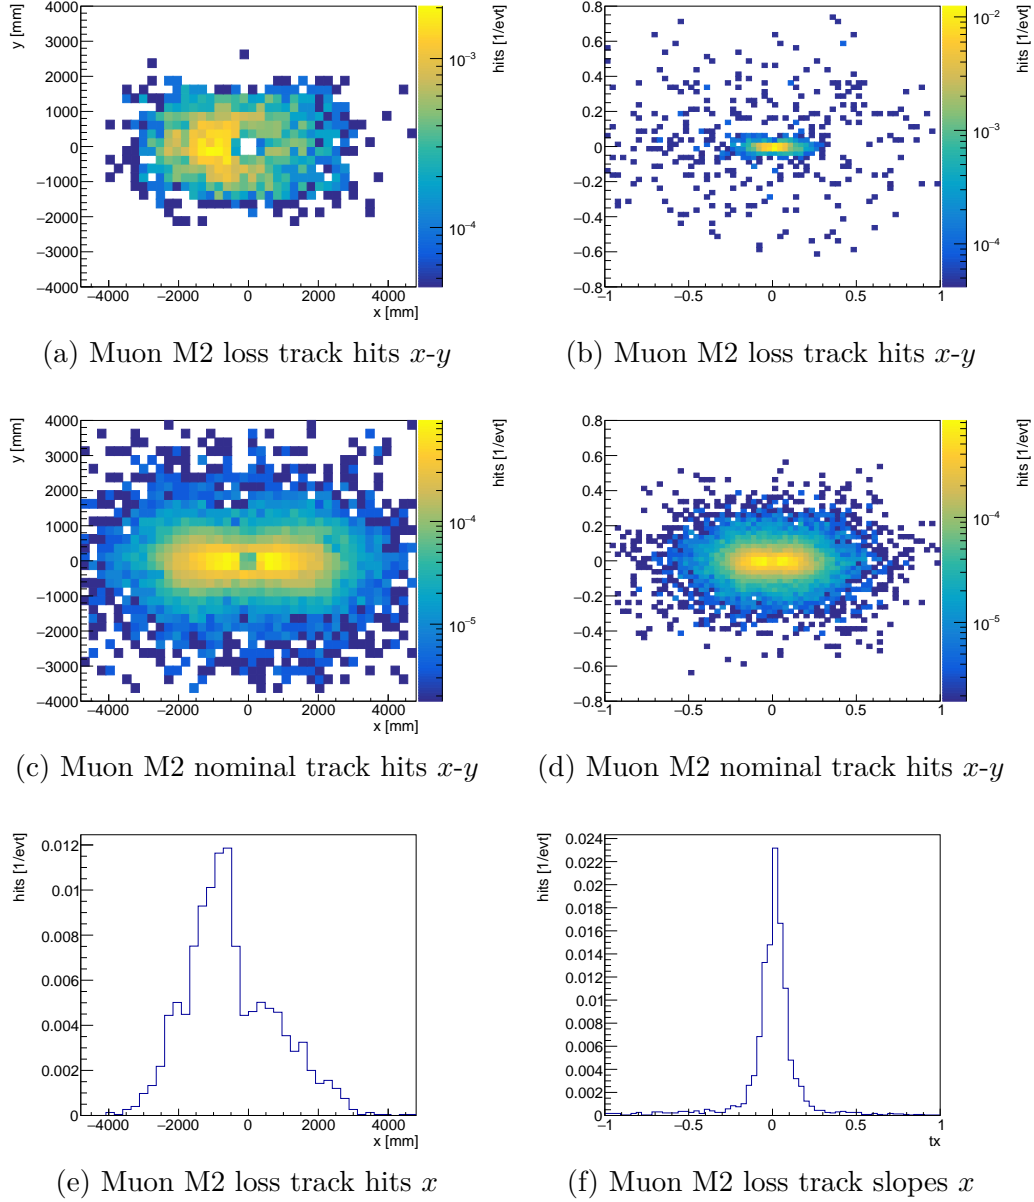 y [mm]
4000
3000
2000
1000
0
−1000
−2000
−3000
−4000
−4000 −2000 0 2000 4000
x [mm]
hits [1/evt]
10−3
10−4
0.8
0.6
0.4
0.2
0
−0.2
−0.4
−0.6
−0.8
−1 −0.5 0 0.5 1
hits [1/evt]
10−2
10−3
10−4
(a) Muon M2 loss track hits x-y
(b) Muon M2 loss track hits x-y
y [mm]
4000
3000
2000
1000
0
−1000
−2000
−3000
−4000
−4000 −2000 0 2000 4000
x [mm]
hits [1/evt]
10−4
10−5
0.8
0.6
0.4
0.2
0
−0.2
−0.4
−0.6
−0.8
−1 −0.5 0 0.5 1
hits [1/evt]
10−4
10−5
(c) Muon M2 nominal track hits x-y
(d) Muon M2 nominal track hits x-y
hits [1/evt]
0.012
0.01
0.008
0.006
0.004
0.002
0
−4000 −2000 0 2000 4000
x [mm]
hits [1/evt]
0.024
0.022
0.02
0.018
0.016
0.014
0.012
0.01
0.008
0.006
0.004
0.002
0
−1 −0.5 0 0.5 1
tx
(e) Muon M2 loss track hits x
(f) Muon M2 loss track slopes x